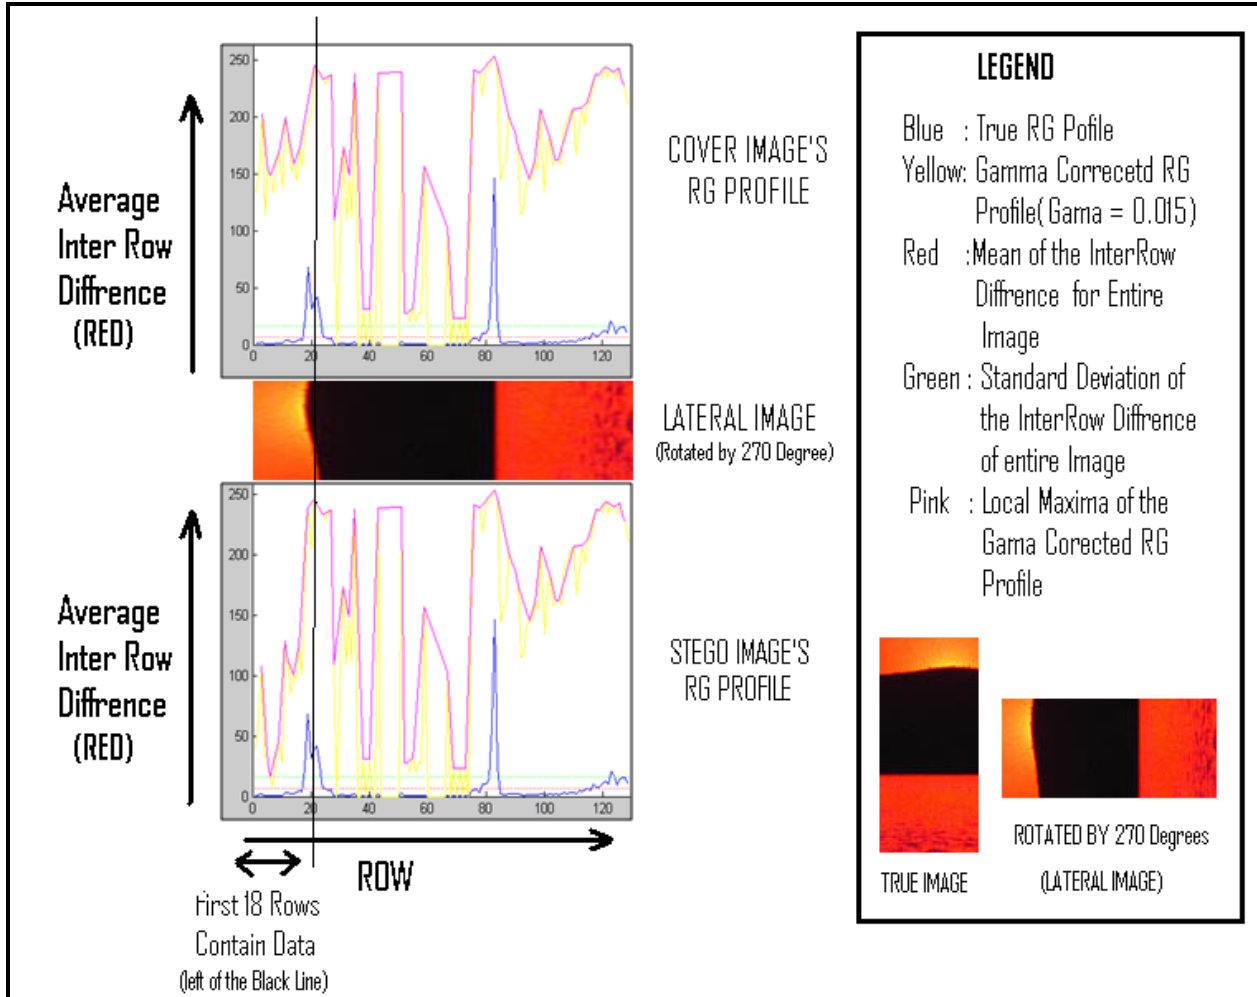 250
200
150
100
50
0
0 20 40 60 80 100 120
Average
Inter Row
Diffrence
(RED)
COVER IMAGE'S
RG PROFILE
LATERAL IMAGE
(Rotated by 270 Degree)
250
200
150
100
50
0
0 20 40 60 80 100 120
Average
Inter Row
Diffrence
(RED)
STEGO IMAGE'S
RG PROFILE
ROW
First 18 Rows
Contain Data
(left of the Black Line)
LEGEND
Blue : True RG Pofile
Yellow: Gamma Correcetd RG
Profile(Gama = 0.015)
Red :Mean of the InterRow
Diffrence for Entire
Image
Green : Standard Deviation of
the InterRow Diffrence
of entire Image
Pink : Local Maxima of the
Gama Corected RG
Profile
ROTATED BY 270 Degrees
TRUE IMAGE
(LATERAL IMAGE)